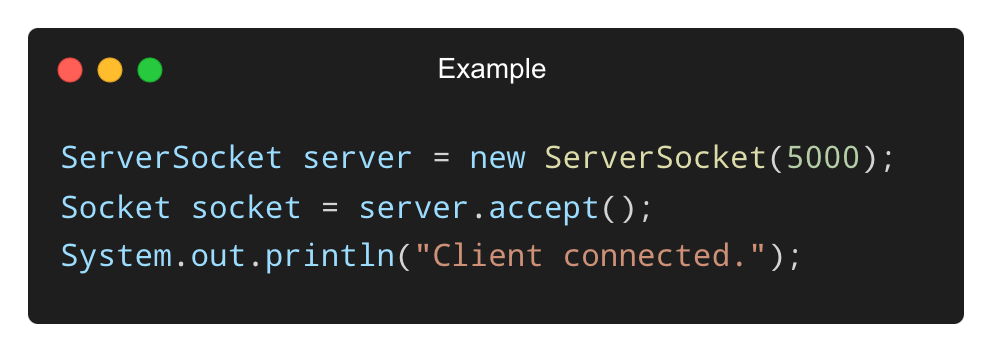 Example
ServerSocket server = new ServerSocket(5000);
Socket socket = server.accept();
System.out.println("Client connected.");